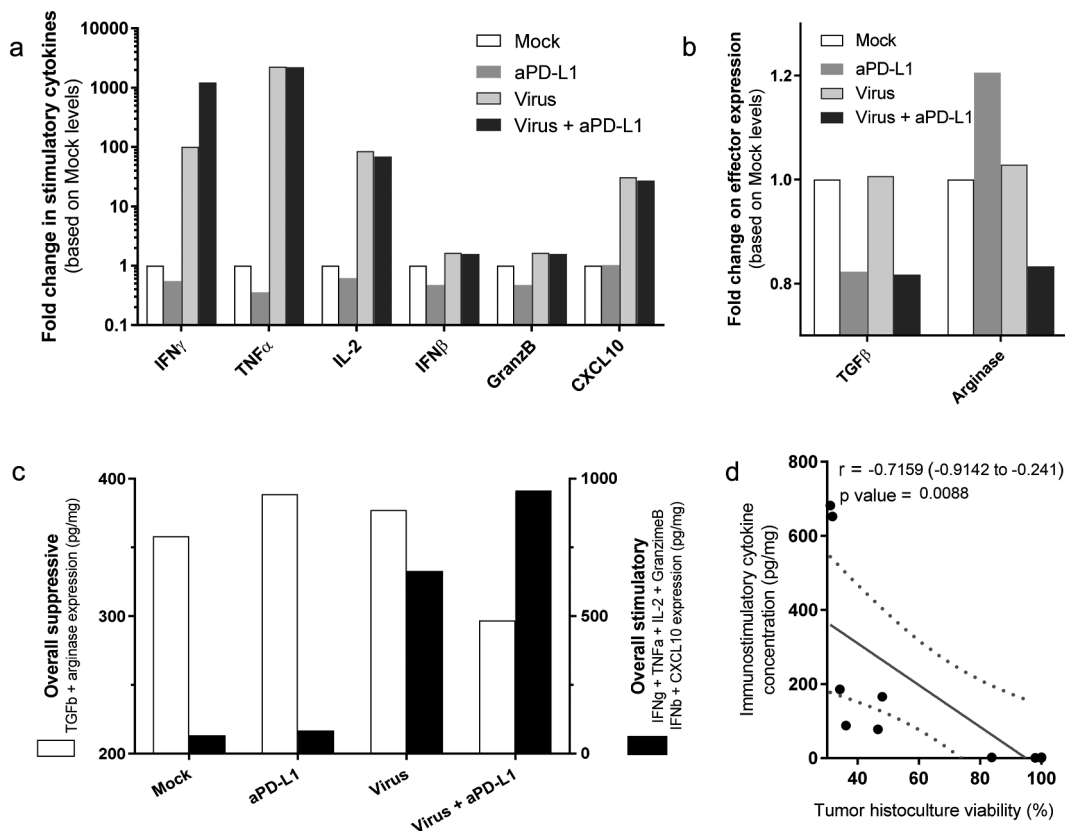 a
Fold change in stimulatory cytokines
(based on Mock levels)
10000
1000
100
10
1
0.1
Mock
aPD-L1
Virus
Virus + aPD-L1
IFNγ
TNFα
IL-2
IFNβ
GranzB
CXCL10
b
Fold change on effector expression
(based on Mock levels)
1.2
1.0
0.8
Mock
aPD-L1
Virus
Virus + aPD-L1
TGFβ
Arginase
c
Overall suppressive
TGFb + arginase expression (pg/mg)
400
300
200
1000
500
0
Overall stimulatory
IFNg + TNFa + IL-2 + GranzimeB
IFNb + CXCL10 expression (pg/mg)
Mock
aPD-L1
Virus
Virus + aPD-L1
d
r = -0.7159 (-0.9142 to -0.241)
p value = 0.0088
Immunostimulatory cytokine
concentration (pg/mg)
800
600
400
200
0
40 60 80 100
Tumor histoculture viability (%)